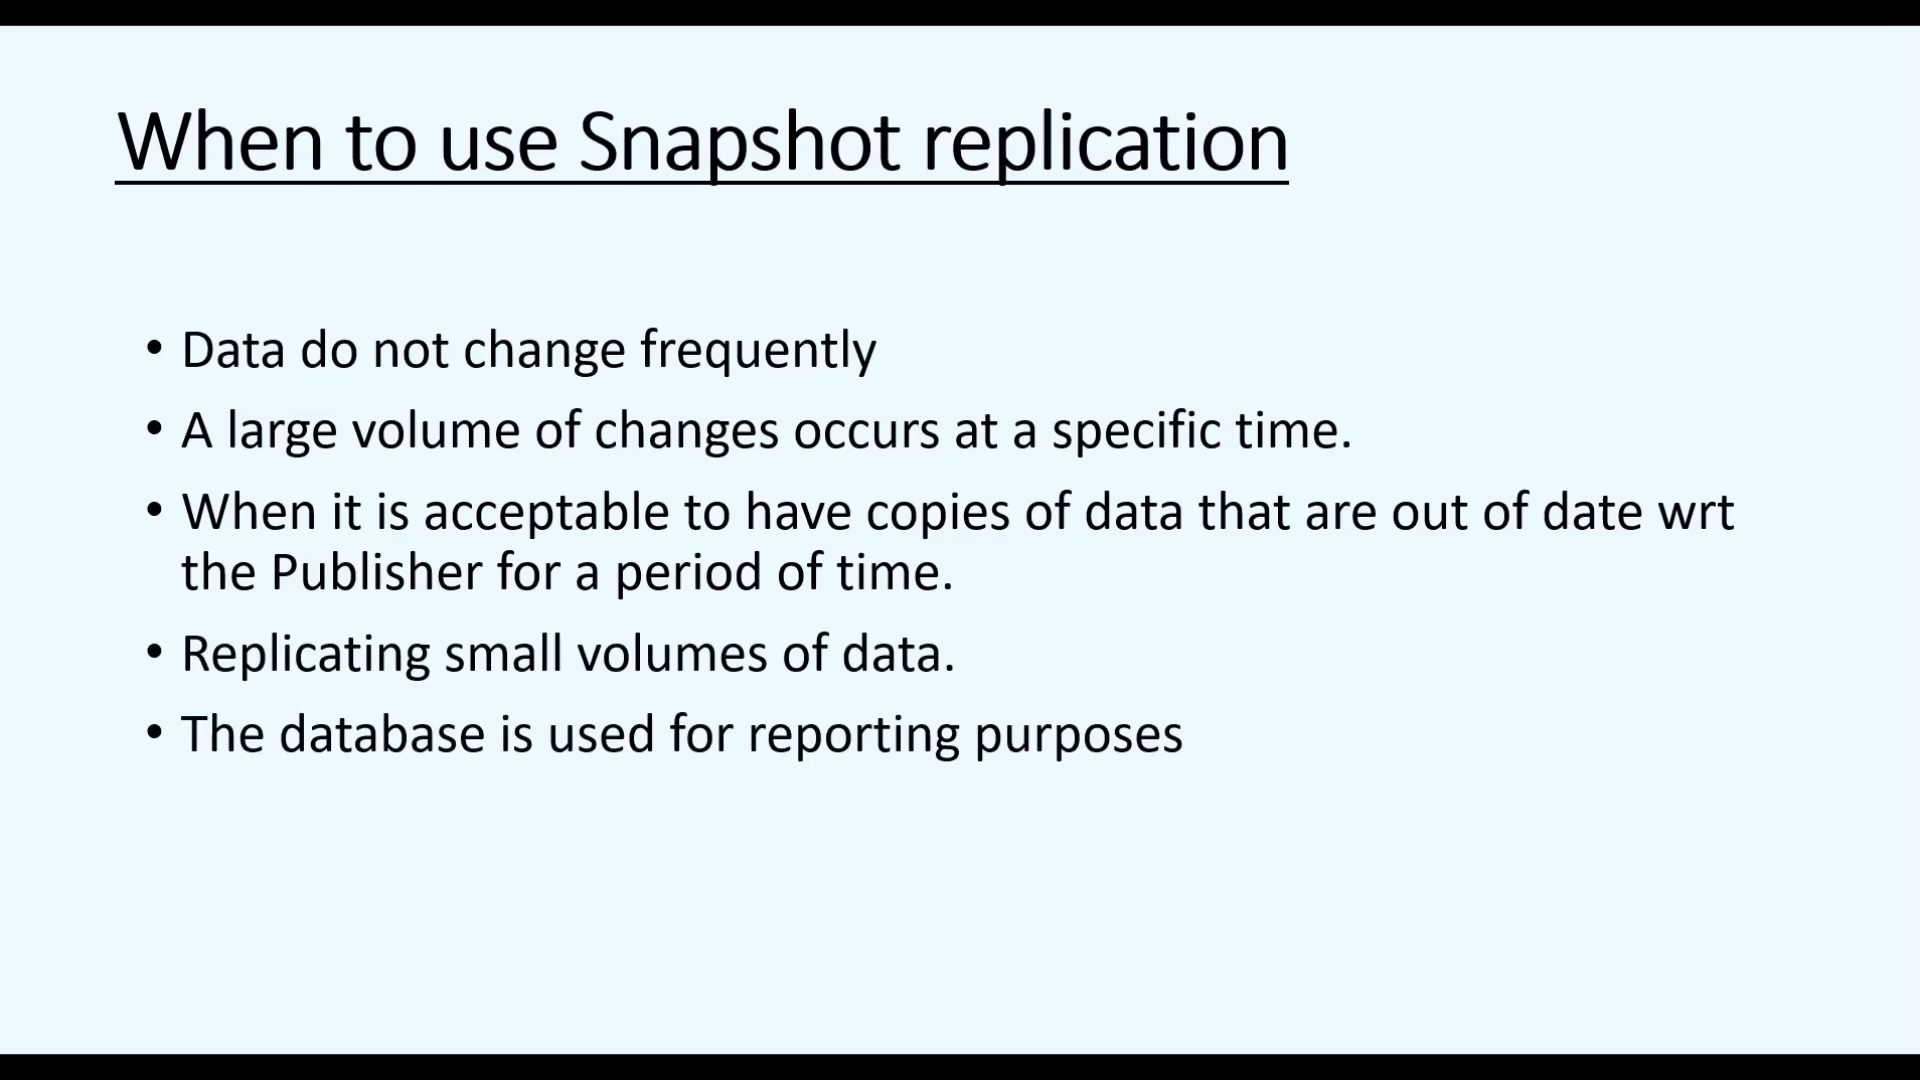 When to use Snapshot replication
• Data do not change frequently
• A large volume of changes occurs at a specific time.
• When it is acceptable to have copies of data that are out of date wrt
the Publisher for a period of time.
• Replicating small volumes of data.
• The database is used for reporting purposes